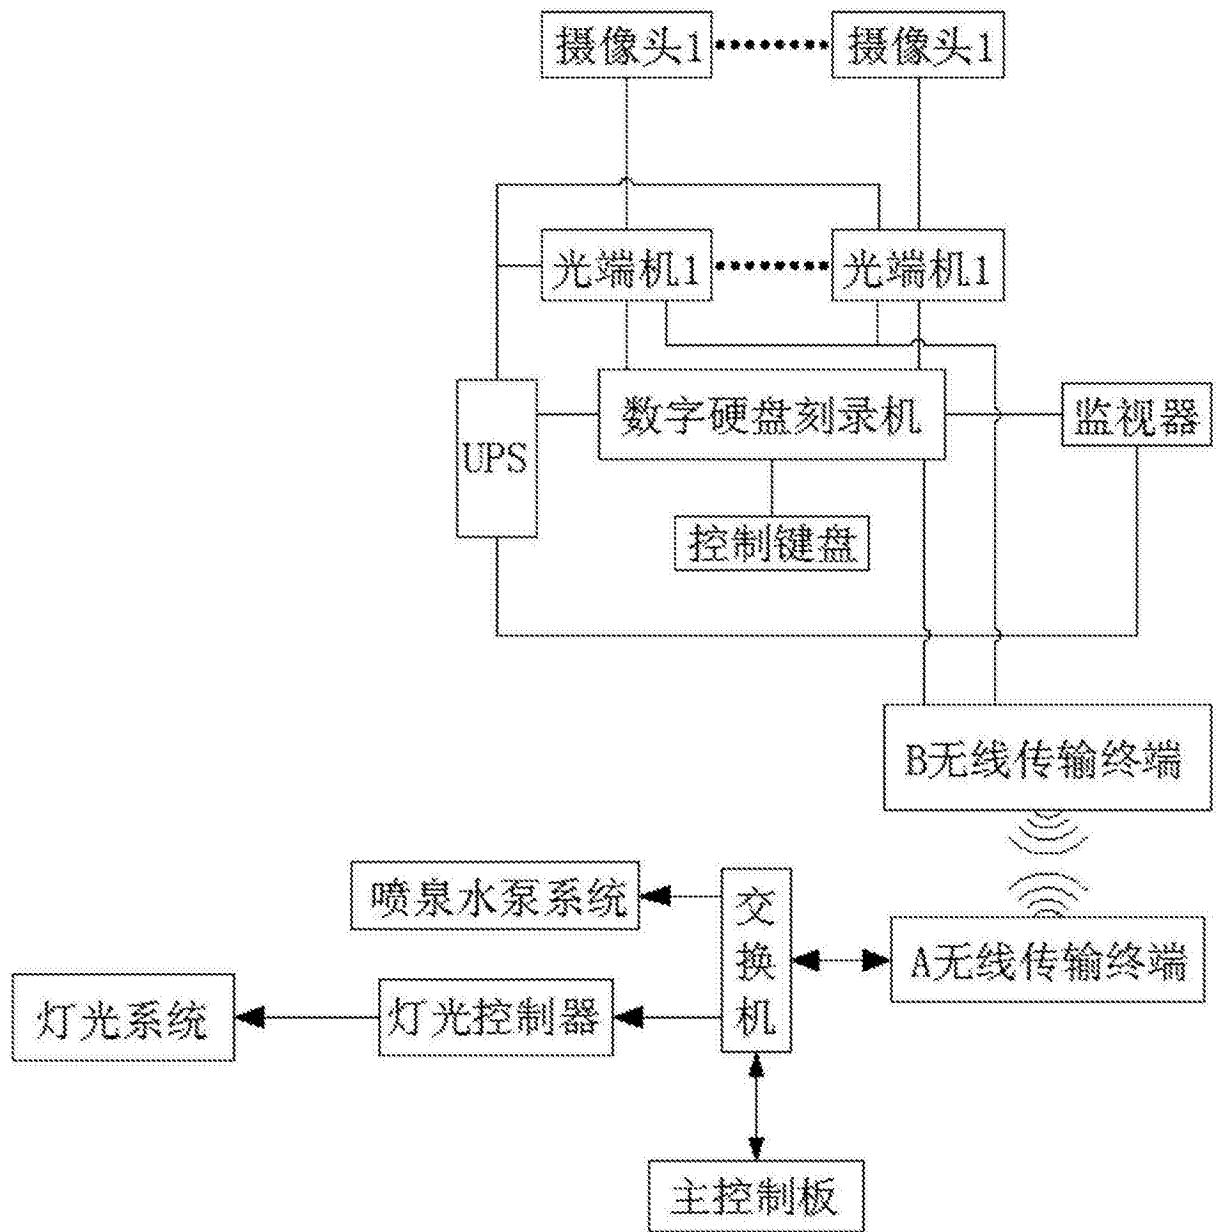 摄像头1
摄像头1
光端机1
光端机1
数字硬盘刻录机
监视器
UPS
控制键盘
B无线传输终端
喷泉水泵系统
交换机
A无线传输终端
灯光系统
灯光控制器
主控制板